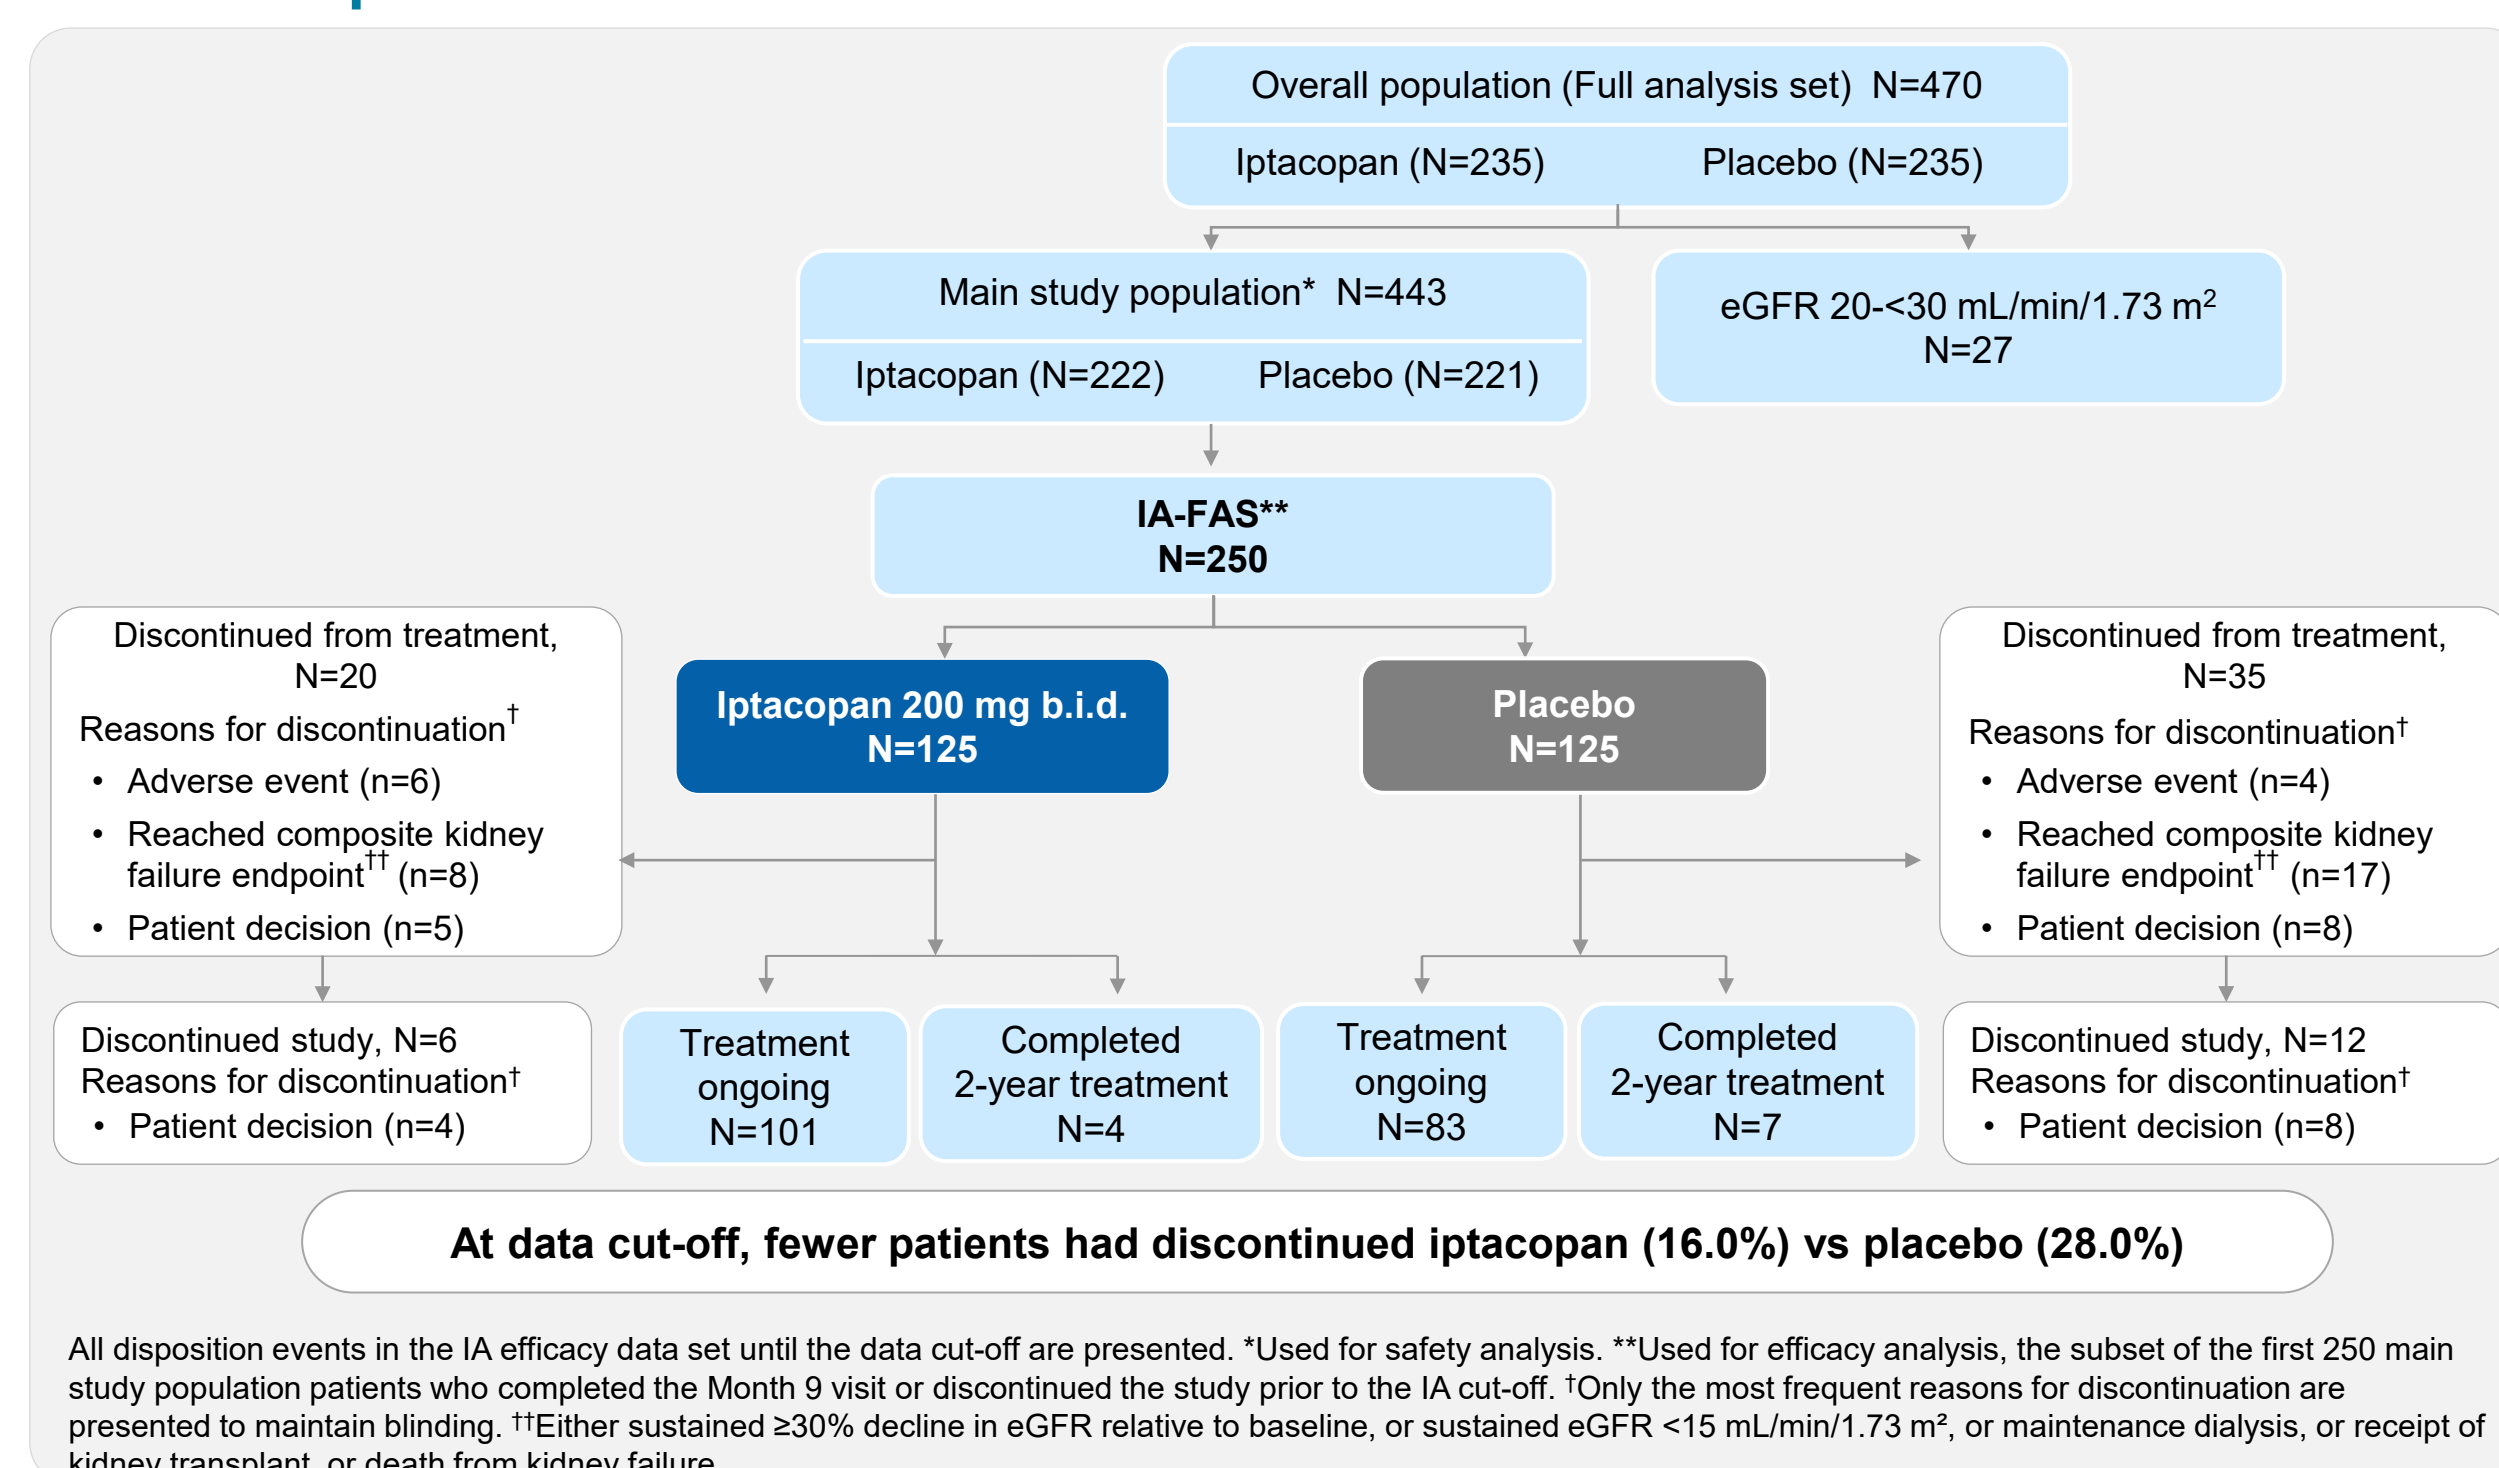 Overall population (Full analysis set)  N=470
Iptacopan (N=235)
Placebo (N=235)
Main study population*  N=443
Iptacopan (N=222)
Placebo (N=221)
eGFR 20-<30 mL/min/1.73 m²
N=27
IA-FAS**
N=250
Discontinued from treatment,
N=20
Reasons for discontinuation†
• Adverse event (n=6)
• Reached composite kidney
failure endpoint†† (n=8)
• Patient decision (n=5)
Iptacopan 200 mg b.i.d.
N=125
Placebo
N=125
Discontinued from treatment,
N=35
Reasons for discontinuation†
• Adverse event (n=4)
• Reached composite kidney
failure endpoint†† (n=17)
• Patient decision (n=8)
Discontinued study, N=6
Reasons for discontinuation†
• Patient decision (n=4)
Treatment
ongoing
N=101
Completed
2-year treatment
N=4
Treatment
ongoing
N=83
Completed
2-year treatment
N=7
Discontinued study, N=12
Reasons for discontinuation†
• Patient decision (n=8)
At data cut-off, fewer patients had discontinued iptacopan (16.0%) vs placebo (28.0%)
All disposition events in the IA efficacy data set until the data cut-off are presented. *Used for safety analysis. **Used for efficacy analysis, the subset of the first 250 main
study population patients who completed the Month 9 visit or discontinued the study prior to the IA cut-off. †Only the most frequent reasons for discontinuation are
presented to maintain blinding. ††Either sustained ≥30% decline in eGFR relative to baseline, or sustained eGFR <15 mL/min/1.73 m², or maintenance dialysis, or receipt of
kidney transplant, or death from kidney failure